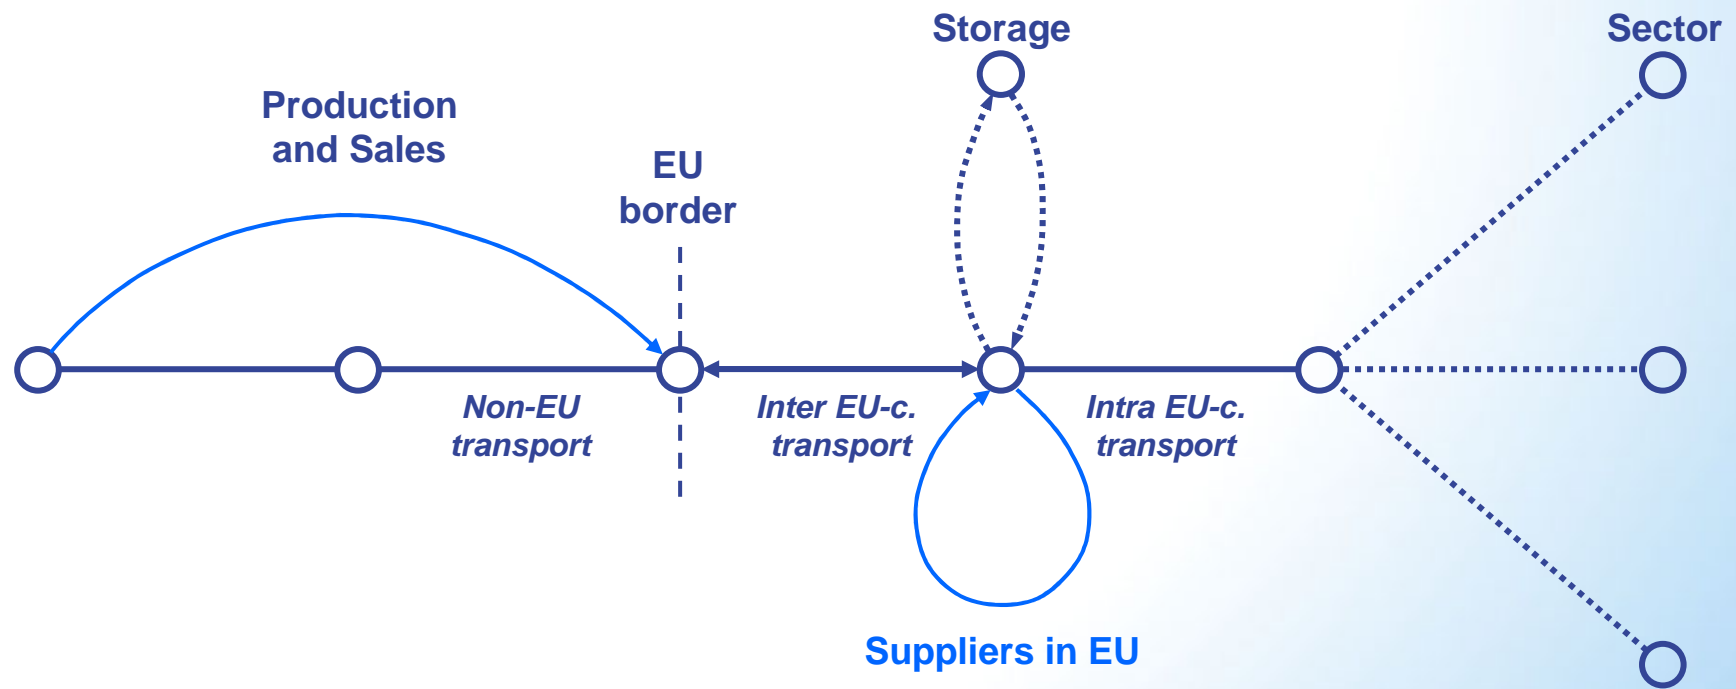 Storage
Sector
Production
and Sales
EU
border
Non-EU
transport
Inter EU-c.
transport
Intra EU-c.
transport
Suppliers in EU